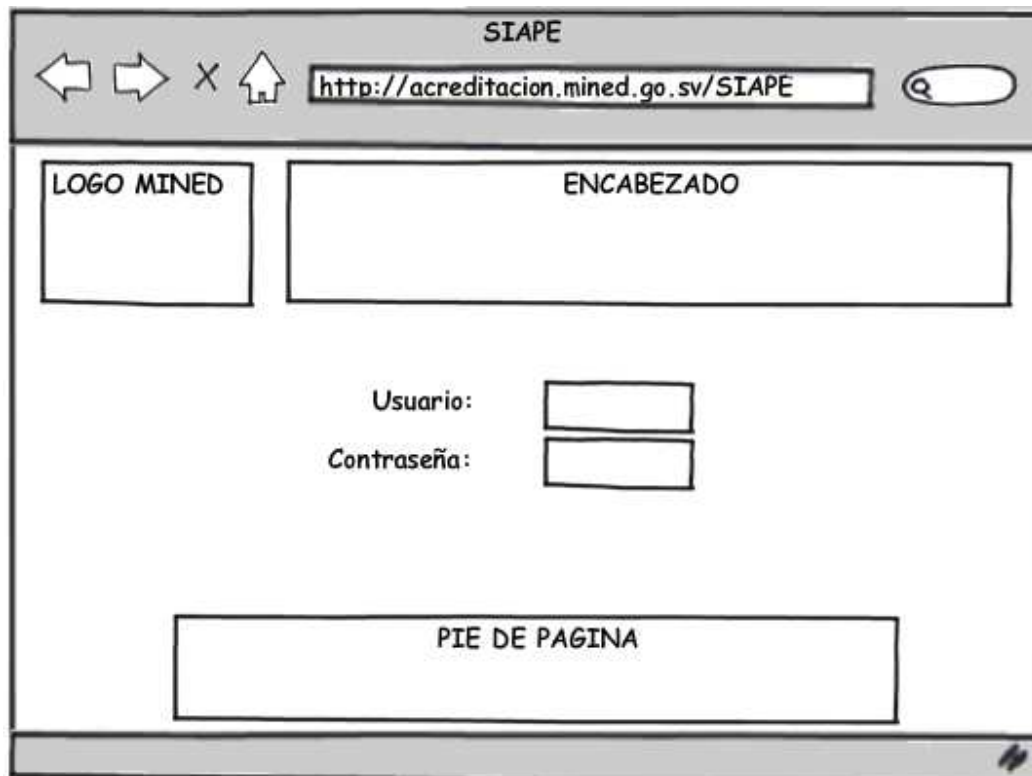 SIAPE
http://acreditacion.mined.go.sv/SIAPE
LOGO MINED
ENCABEZADO
Usuario:
Contraseña:
PIE DE PAGINA